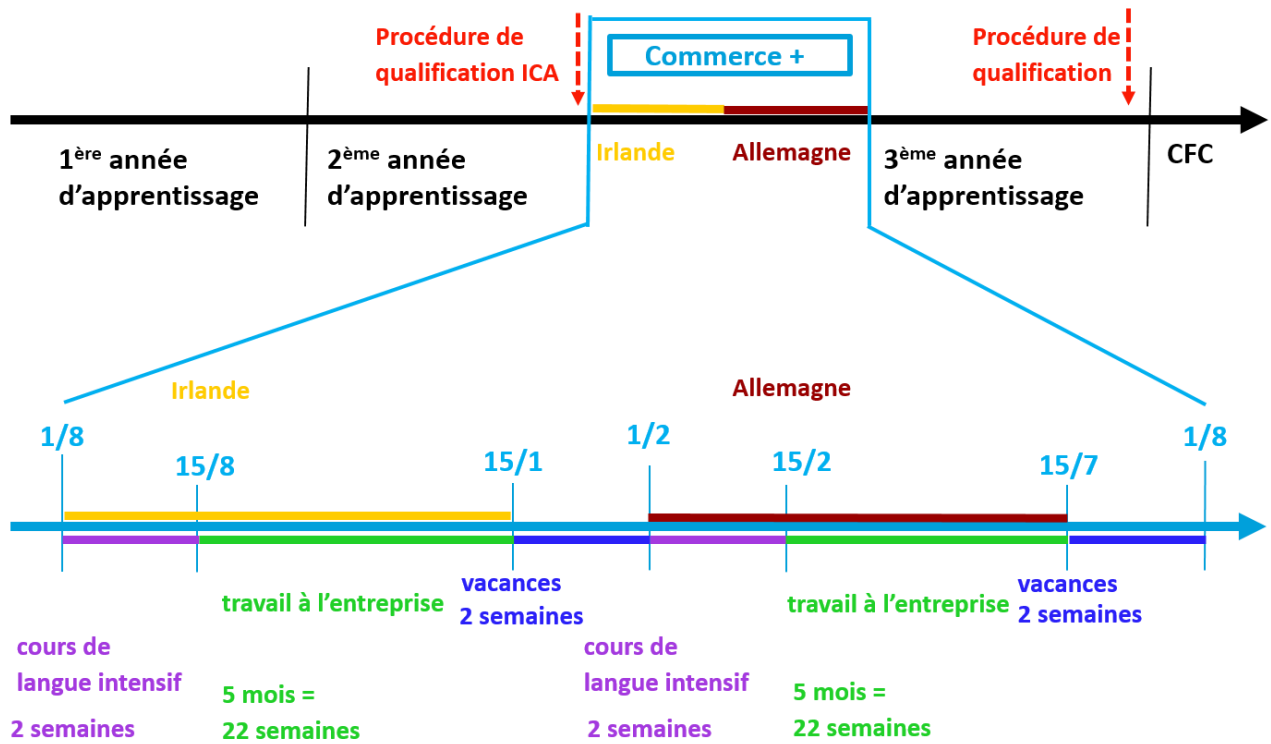 Procédure de
qualification ICA
Commerce +
Procédure de
qualification
1ère année
d’apprentissage
2ème année
d’apprentissage
Irlande
Allemagne
3ème année
d’apprentissage
CFC
Irlande
Allemagne
1/8
15/8
15/1
1/2
15/2
15/7
1/8
travail à l’entreprise
vacances
2 semaines
travail à l’entreprise
vacances
2 semaines
cours de
langue intensif
2 semaines
5 mois =
22 semaines
cours de
langue intensif
2 semaines
5 mois =
22 semaines